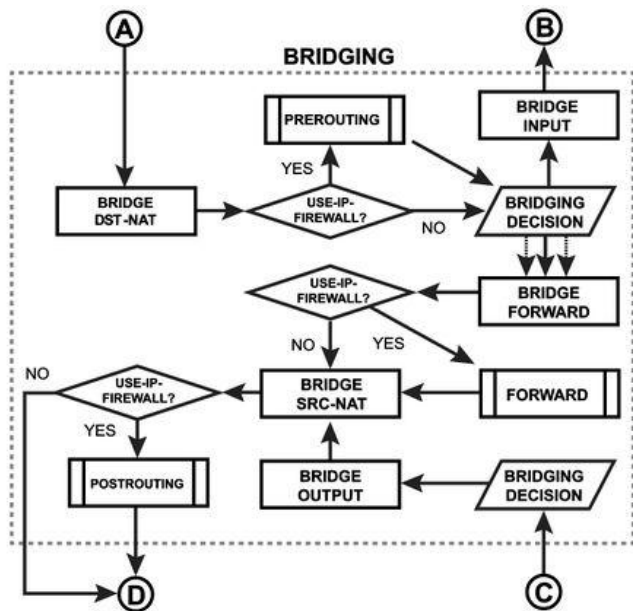 A
B
BRIDGING
PREROUTING
BRIDGE
INPUT
YES
BRIDGE
DST-NAT
USE-IP-
FIREWALL?
NO
BRIDGING
DECISION
USE-IP-
FIREWALL?
BRIDGE
FORWARD
NO
YES
NO
USE-IP-
FIREWALL?
BRIDGE
SRC-NAT
FORWARD
YES
POSTROUTING
BRIDGE
OUTPUT
BRIDGING
DECISION
D
C